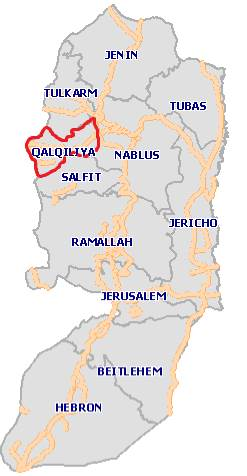 JENIN
TULKARM
TUBAS
QALQILIYA
NABLUS
SALFIT
JERICHO
RAMALLAH
JERUSALEM
BEITLEHEM
HEBRON